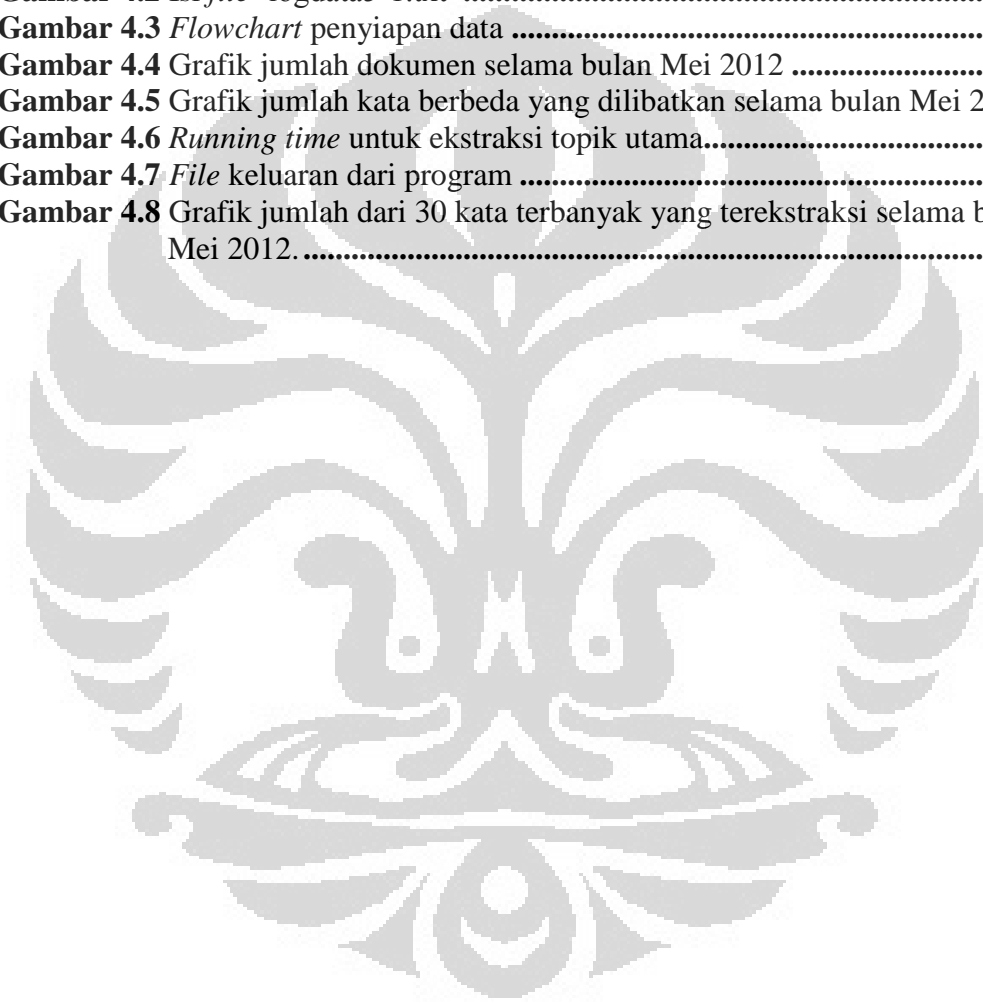 Gambar 4.3 Flowchart penyiapan data ........................................................
Gambar 4.4 Grafik jumlah dokumen selama bulan Mei 2012 ........................
Gambar 4.5 Grafik jumlah kata berbeda yang dilibatkan selama bulan Mei 2
Gambar 4.6 Running time untuk ekstraksi topik utama..................................
Gambar 4.7 File keluaran dari program .........................................................
Gambar 4.8 Grafik jumlah dari 30 kata terbanyak yang terekstraksi selama b
Mei 2012. ........................................................................................